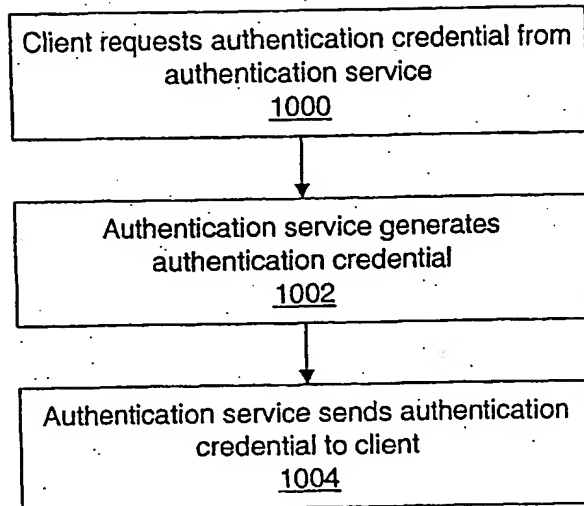 Client requests authentication credential from
authentication service
1000
Authentication service generates
authentication credential
1002
Authentication service sends authentication
credential to client
1004